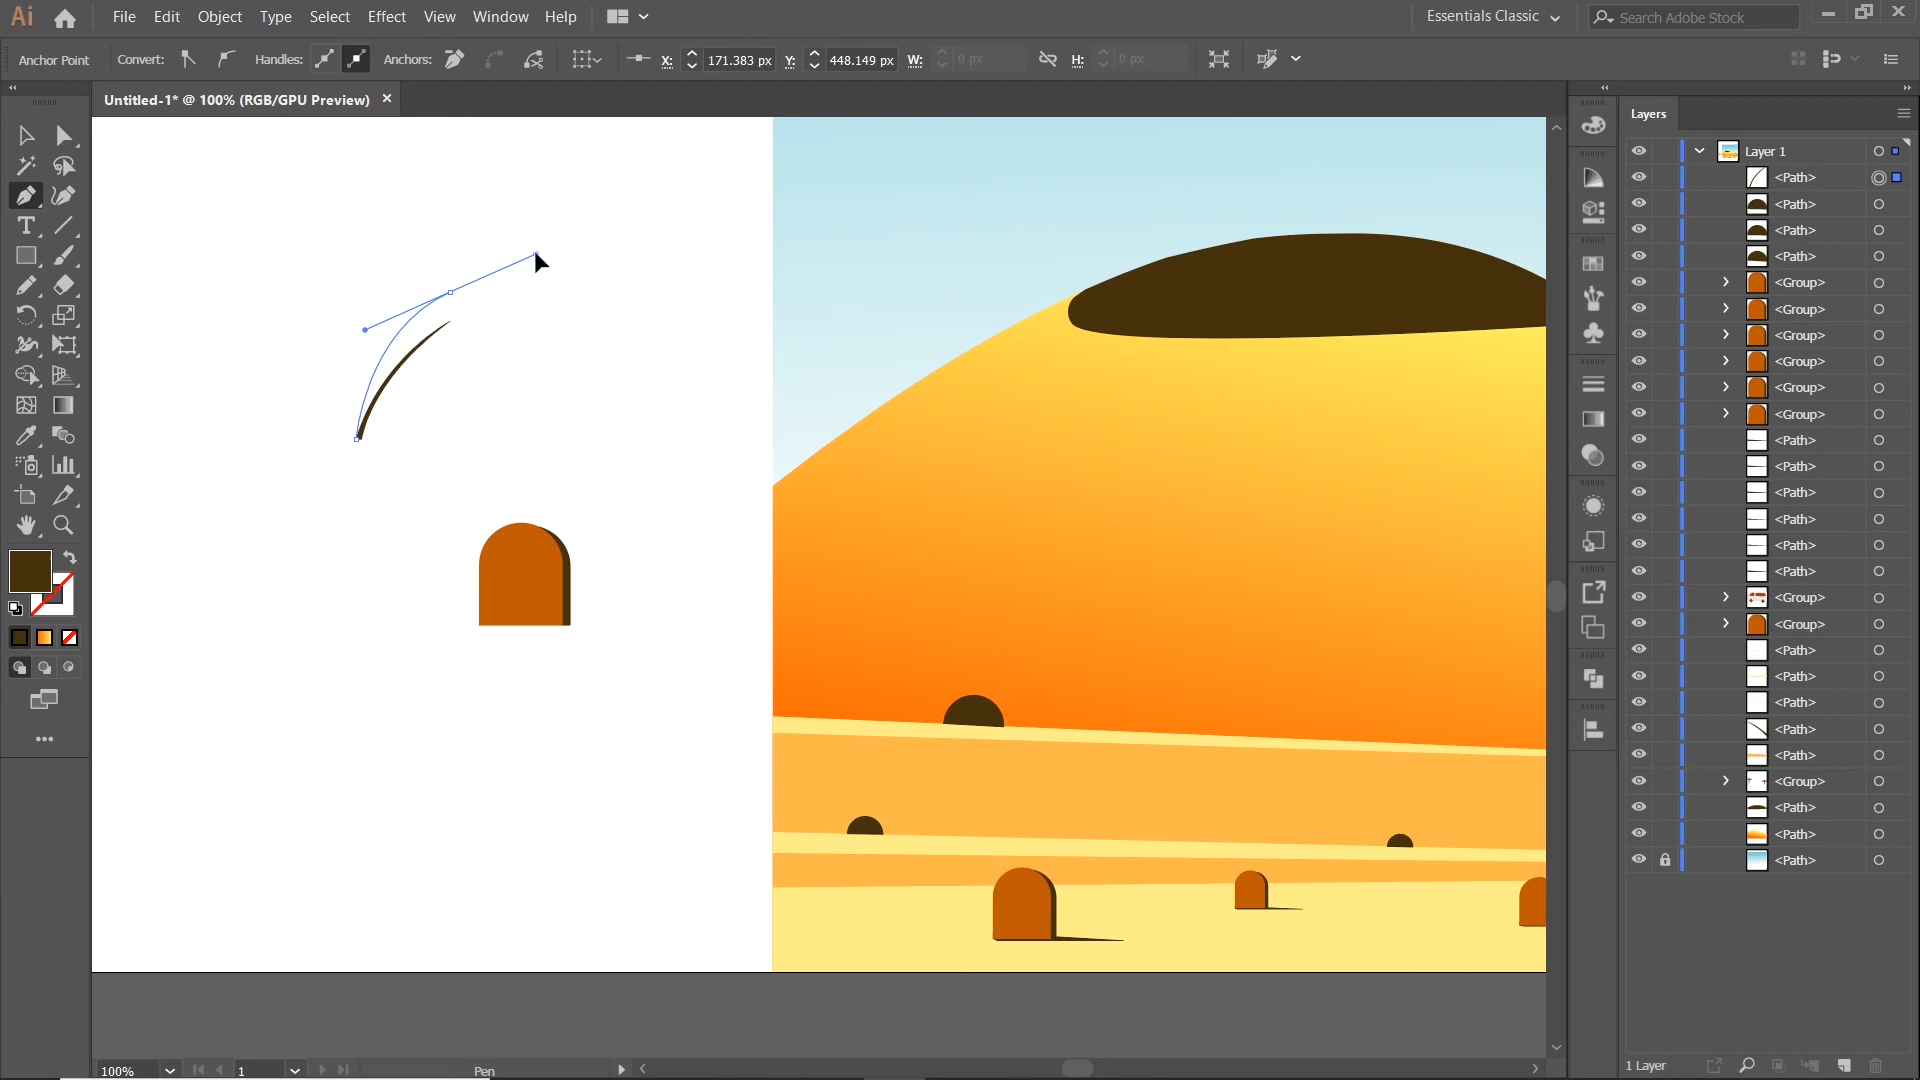 Ai File Edit Object Type Select Effect View Window Help Essentials Classic Search Adobe Stock
Anchor Point Convert: Handles: Anchors: X: 171.383 px Y: 448.149 px W: 0 px H: 0 px
Untitled-1* @ 100% (RGB/GPU Preview)
Layers
Layer 1
<Path>
<Path>
<Path>
<Path>
<Group>
<Group>
<Group>
<Group>
<Group>
<Group>
<Path>
<Path>
<Path>
<Path>
<Path>
<Path>
<Group>
<Group>
<Path>
<Path>
<Path>
<Path>
<Path>
<Group>
<Path>
<Path>
<Path>
1 Layer
100% 1 Pen